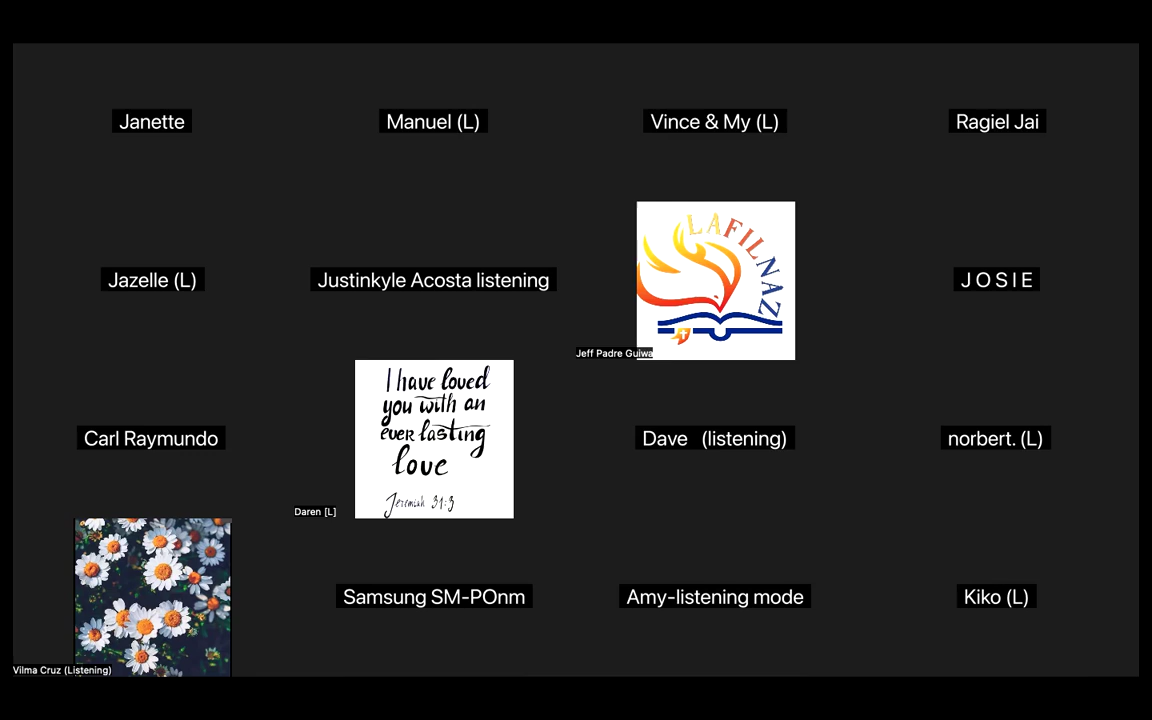 Janette
Manuel (L)
Vince & My (L)
Ragiel Jai
Jazelle (L)
Justinkyle Acosta listening
LAFILNAZ
Jeff Padre Guiwa
J O S I E
Carl Raymundo
I have loved
you with an
ever lasting
love
Jeremiah 31:3
Daren [L]
Dave (listening)
norbert. (L)
Vilma Cruz (Listening)
Samsung SM-POnm
Amy-listening mode
Kiko (L)